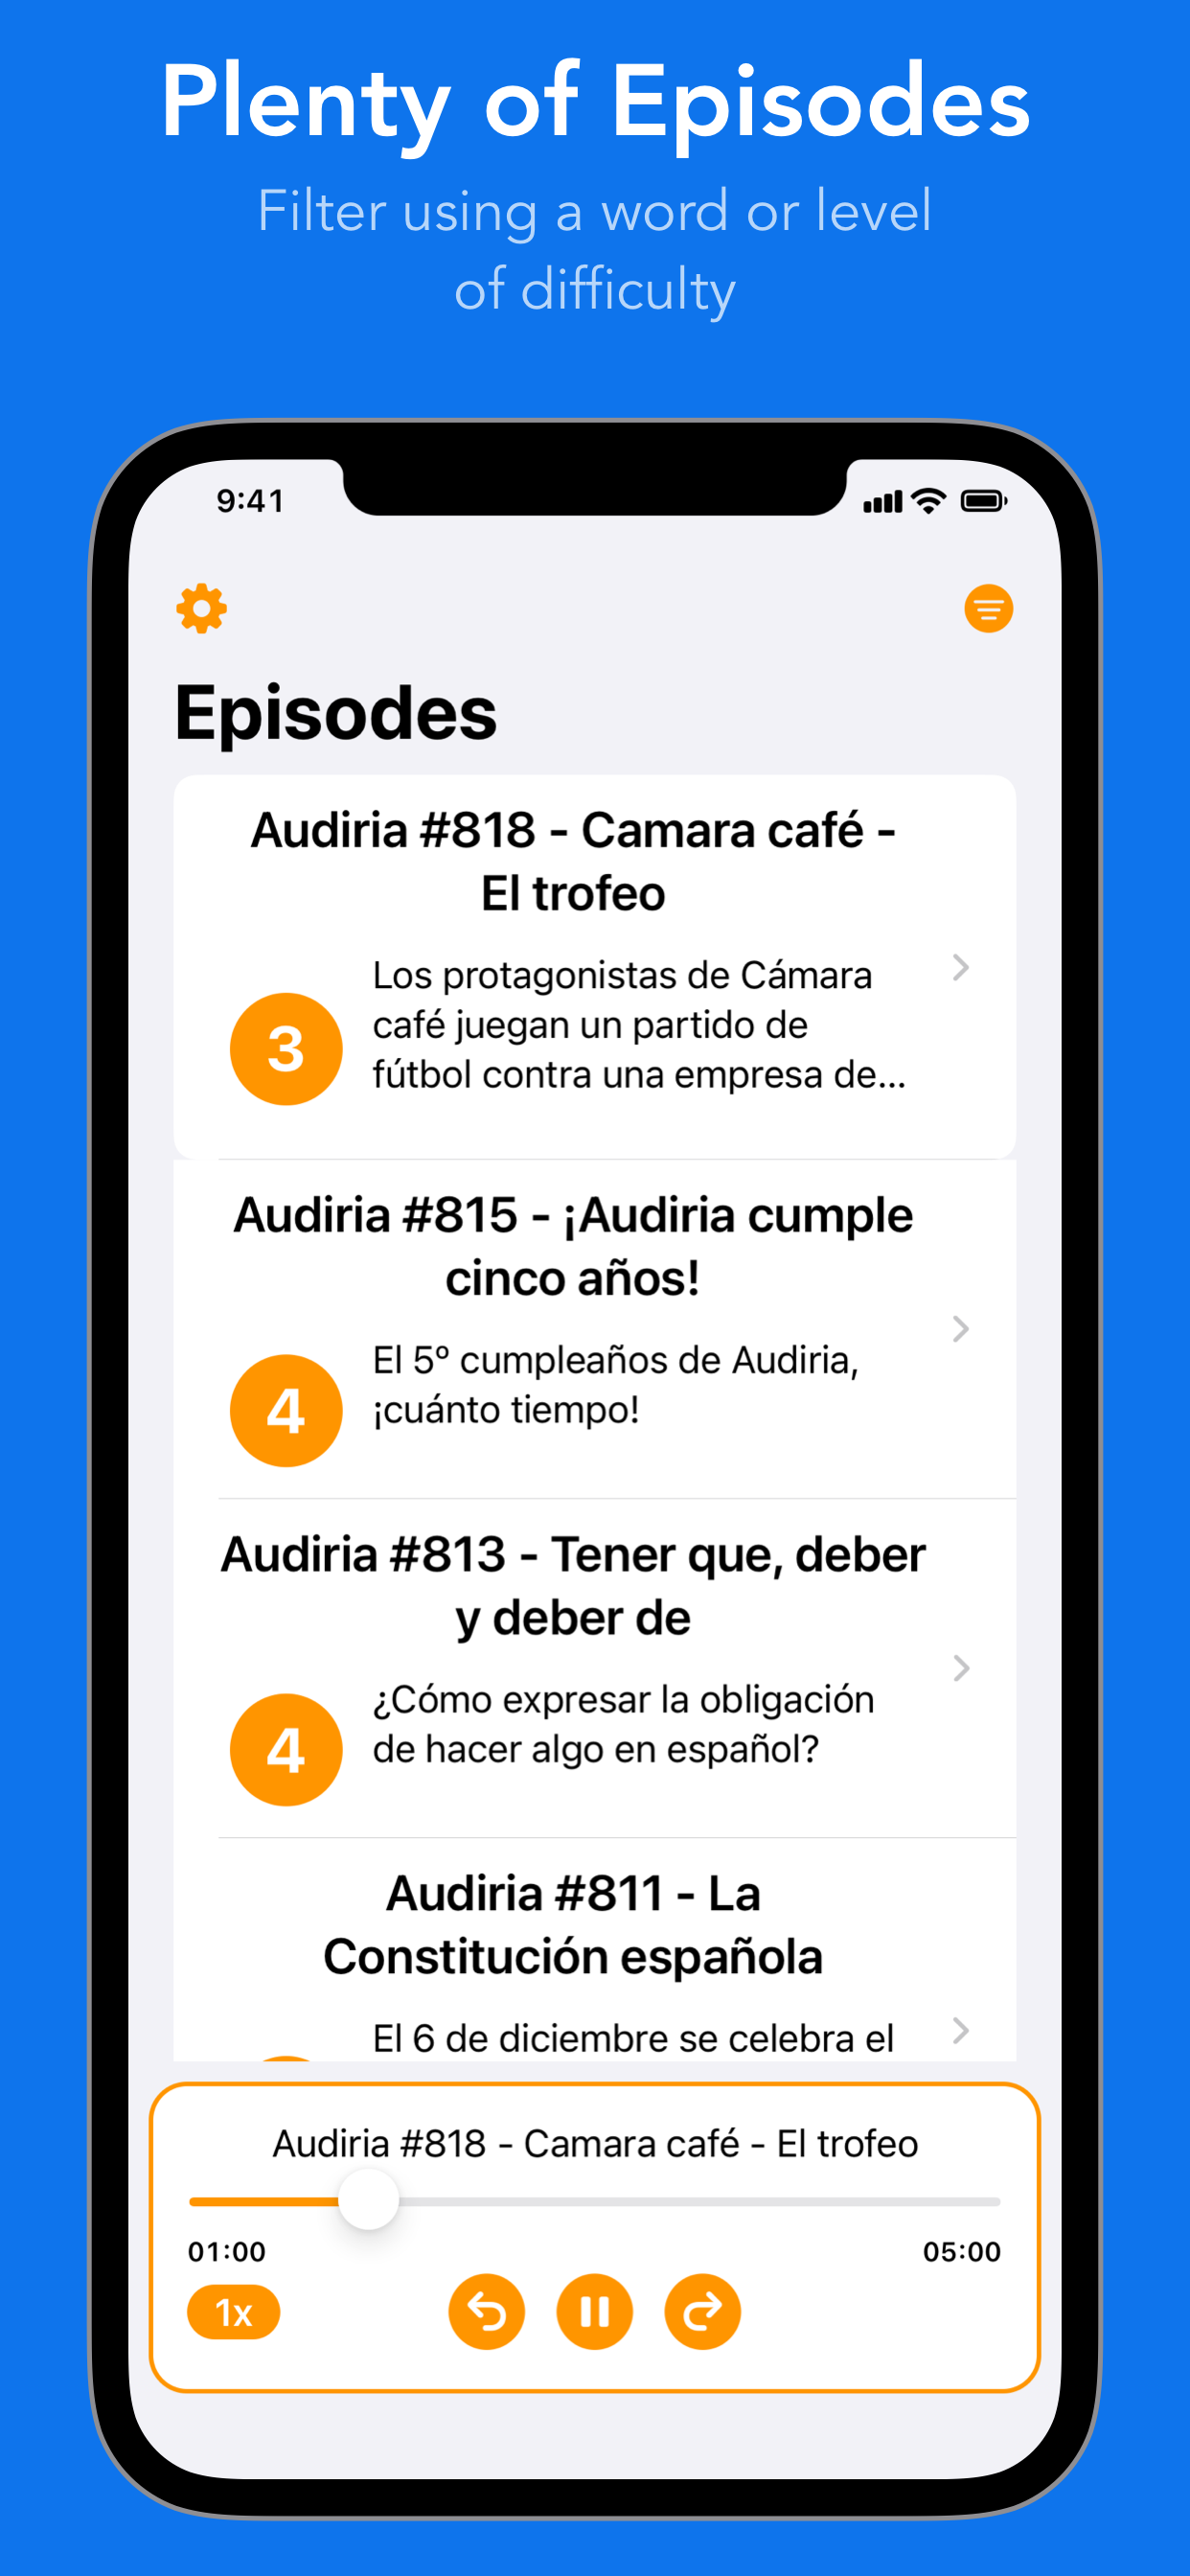 Plenty of Episodes
Filter using a word or level
of difficulty
9:41
Episodes
Audiria #818 - Camara café -
El trofeo
3
Los protagonistas de Cámara
café juegan un partido de
fútbol contra una empresa de...
Audiria #815 - ¡Audiria cumple
cinco años!
4
El 5º cumpleaños de Audiria,
¡cuánto tiempo!
Audiria #813 - Tener que, deber
y deber de
4
¿Cómo expresar la obligación
de hacer algo en español?
Audiria #811 - La
Constitución española
El 6 de diciembre se celebra el
Audiria #818 - Camara café - El trofeo
01:00
05:00
1x